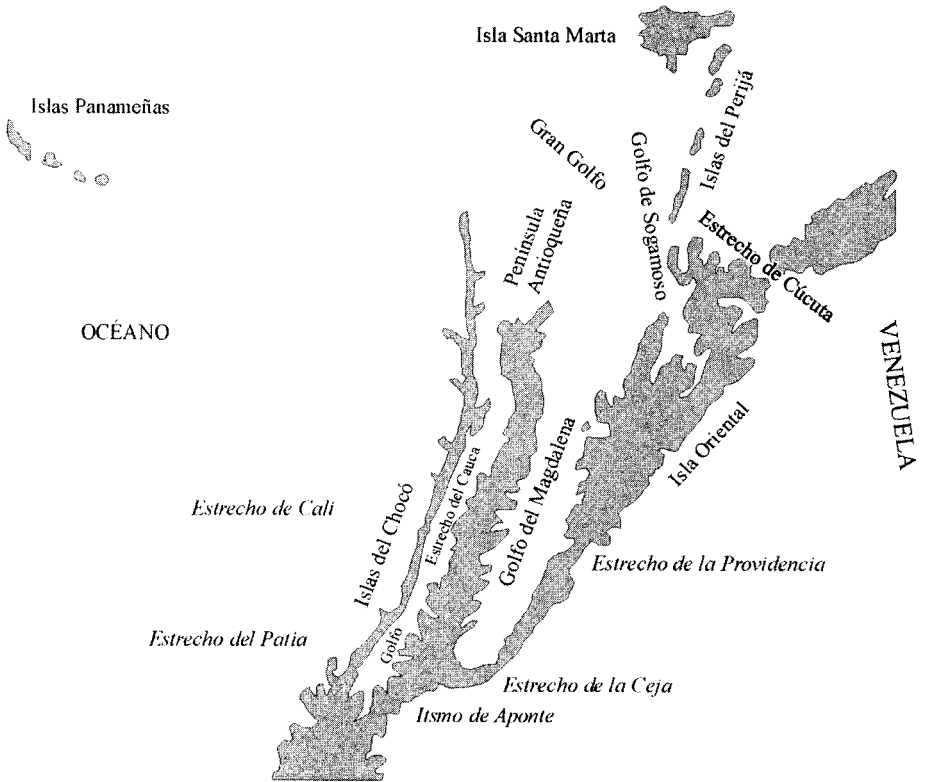 Isla Santa Marta
Islas Panameñas
Islas del Perijá
Gran Golfo
Golfo de Sogamoso
Península
Antioqueña
Estrecho de Cúcuta
OCÉANO
VENEZUELA
Isla Oriental
Golfo del Magdalena
Estrecho del Cauca
Islas del Chocó
Estrecho de Cali
Estrecho de la Providencia
Estrecho del Patia
Golfo
Estrecho de la Ceja
Itsmo de Aponte